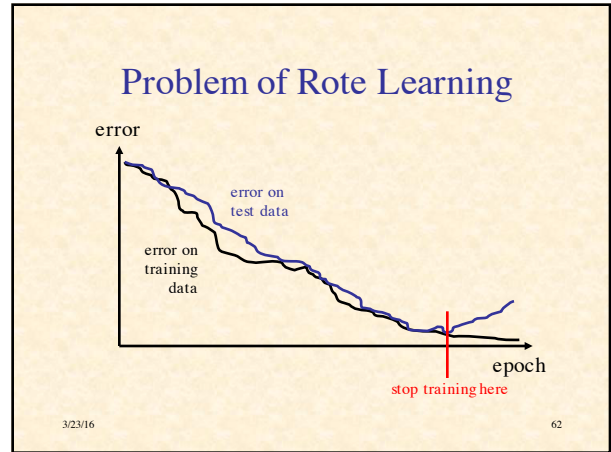 Problem of Rote Learning
error
error on
test data
error on
training
data
epoch
stop training here
3/23/16
62